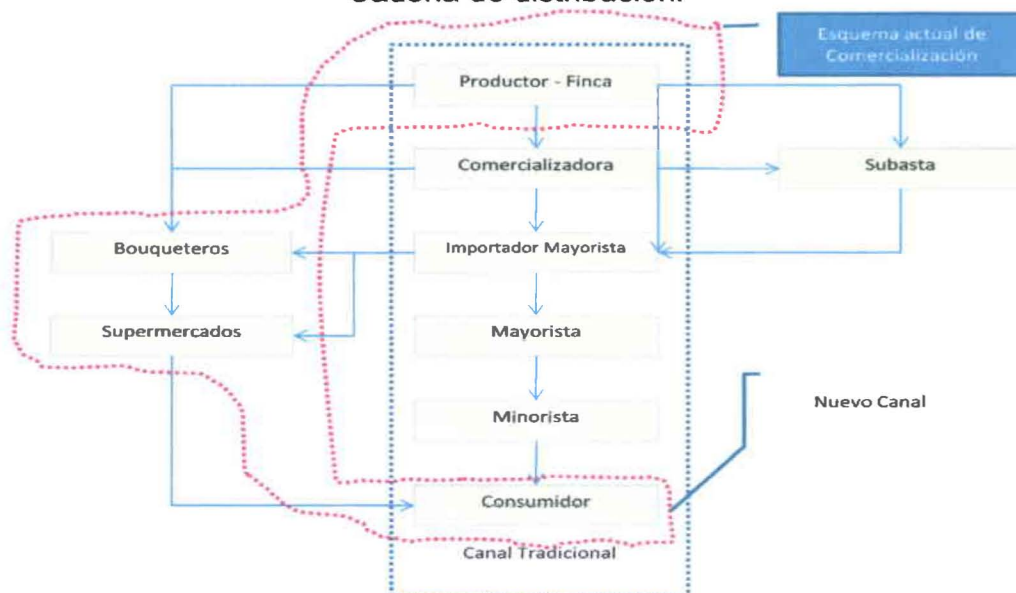 cadena de distribución.
Esquema actual de
Comercialización
Productor - Finca
Comercializadora
Subasta
Bouqueteros
Importador Mayorista
Supermercados
Mayorista
Nuevo Canal
Minorista
Consumidor
Canal Tradicional